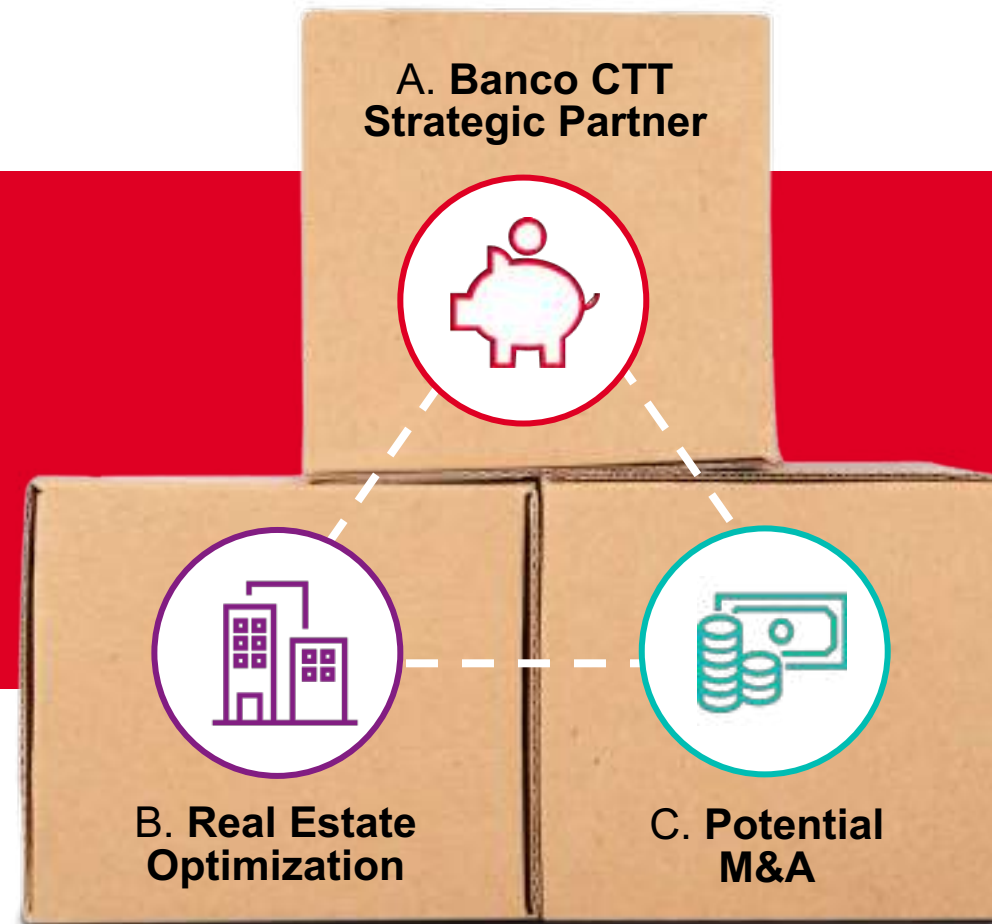 A. Banco CTT
Strategic Partner
B. Real Estate
Optimization
C. Potential
M&A